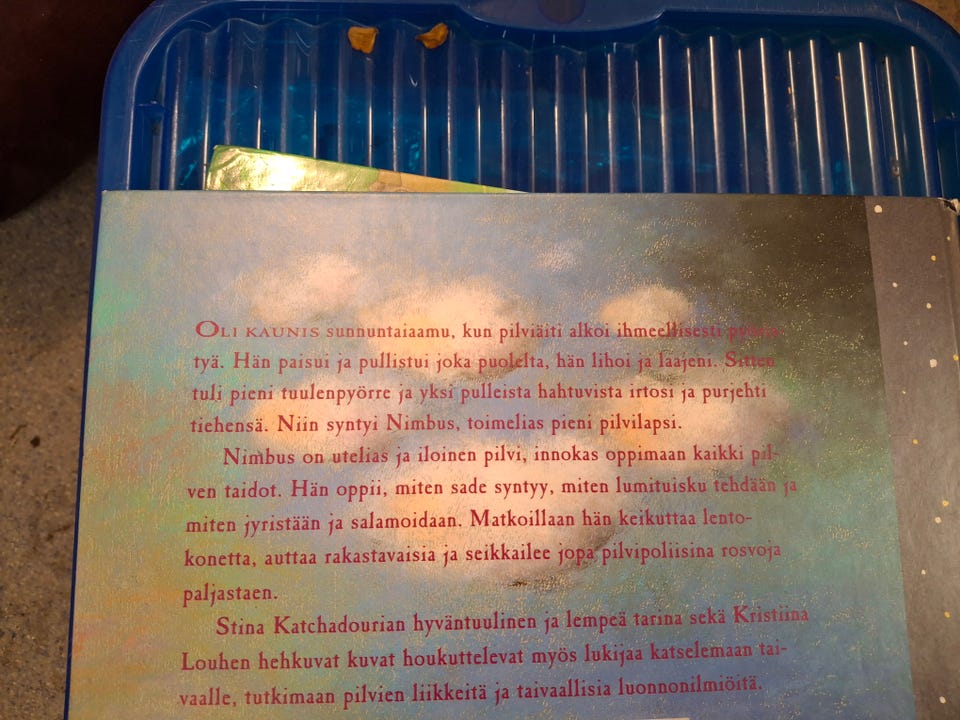 OLI KAUNIS sunnuntaiaamu, kun pilviäiti alkoi ihmeellisesti
tyä. Hän paisui ja pullistui joka puolelta, hän lihoi ja laajeni. Sitten
tuli pieni tuulenpyörre ja yksi pulleista hahtuvista irtosi ja purjehti
tiehensä. Niin syntyi Nimbus, toimelias pieni pilvilapsi.
Nimbus on utelias ja iloinen pilvi, innokas oppimaan kaikki pil-
ven taidot. Hän oppii, miten sade syntyy, miten lumituisku tehdään ja
miten jyristään ja salamoidaan. Matkoillaan hän keikuttaa lento-
konetta, auttaa rakastavaisia ja seikkailee jopa pilvipoliisina rosvoja
paljastaen.
Stina Katchadourian hyväntuulinen ja lempeä tarina sekä Kristiina
Louhen hehkuvat kuvat houkuttelevat myös lukijaa katselemaan tai-
vaalle, tutkimaan pilvien liikkeitä ja taivaallisia luonnonilmiöitä.